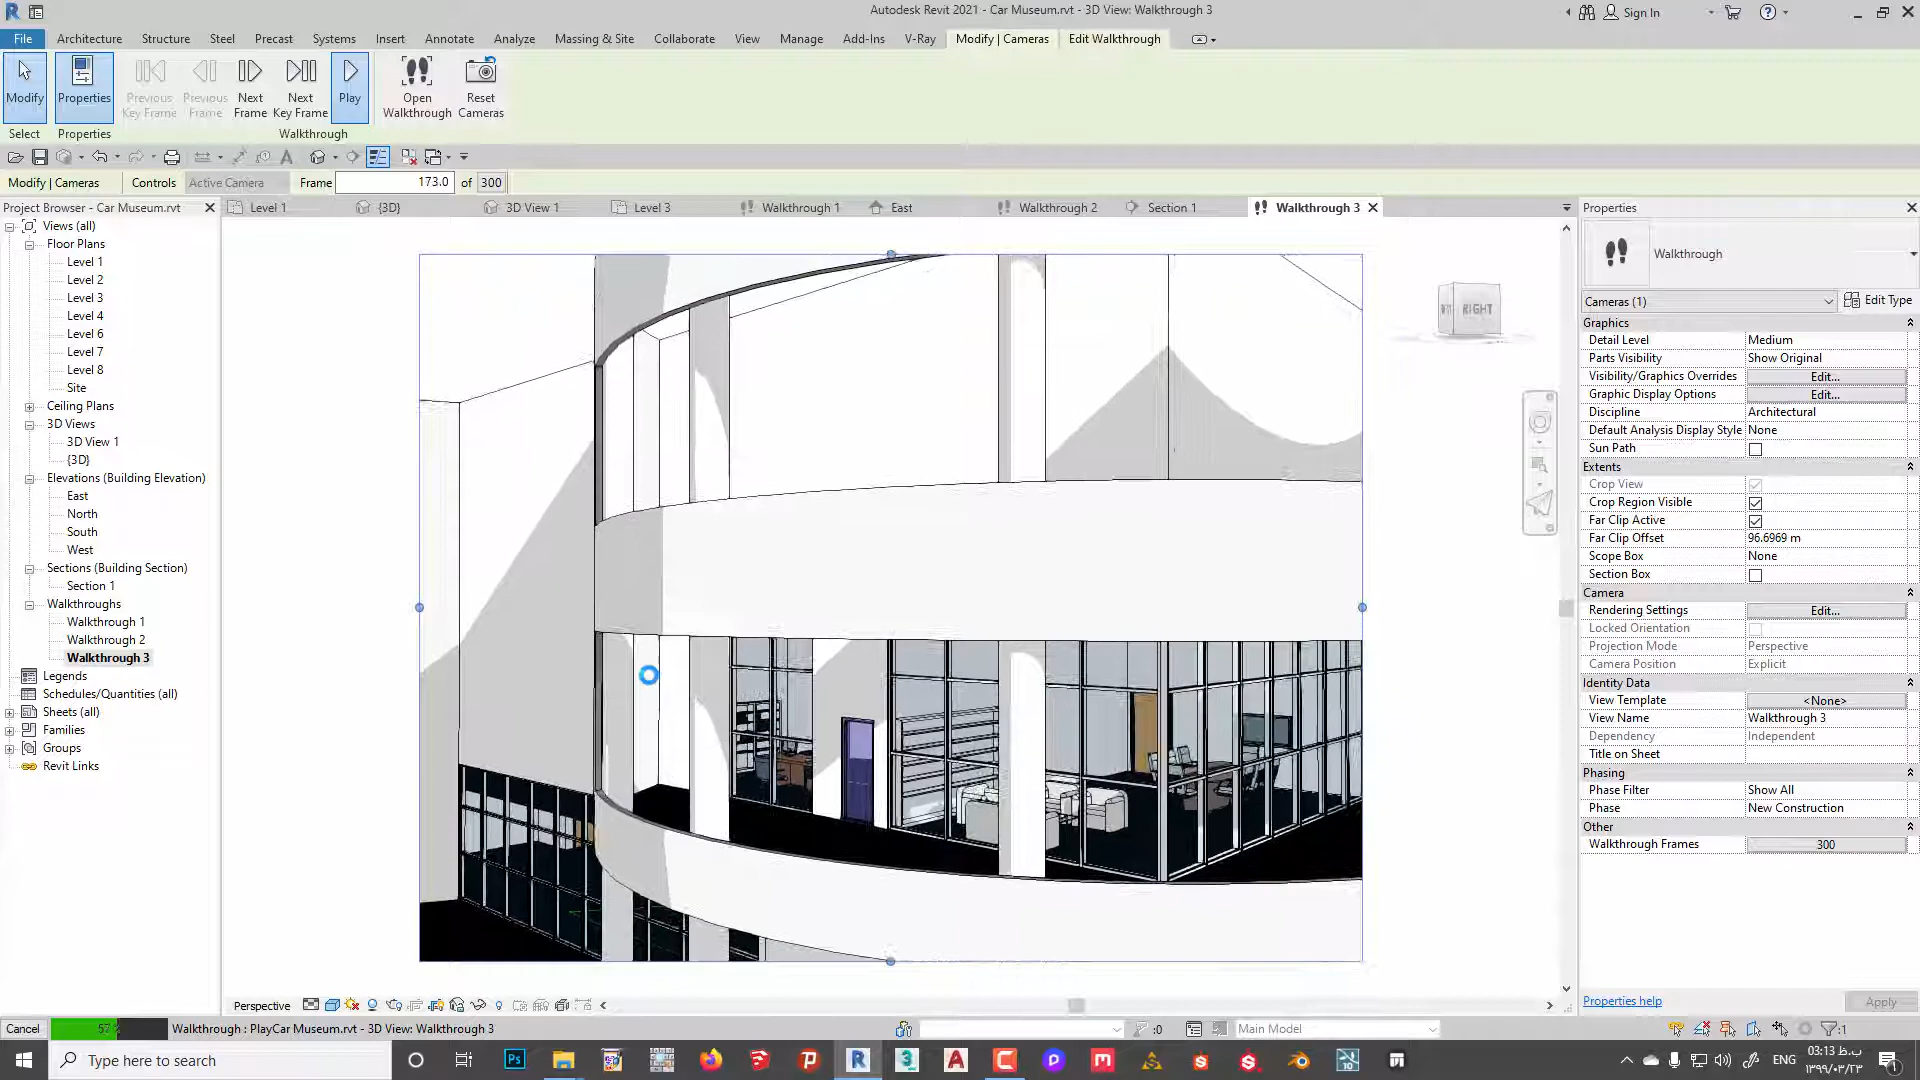 Autodesk Revit 2021 - Car Museum.rvt - 3D View: Walkthrough 3
Sign In
File Architecture Structure Steel Precast Systems Insert Annotate Analyze Massing & Site Collaborate View Manage Add-Ins V-Ray Modify | Cameras Edit Walkthrough
Modify Properties Previous Key Frame Previous Frame Next Frame Next Key Frame Play Open Walkthrough Reset Cameras
Select Properties Walkthrough
Modify | Cameras Controls Active Camera Frame 173.0 of 300
Project Browser - Car Museum.rvt
Level 1 {3D} 3D View 1 Level 3 Walkthrough 1 East Walkthrough 2 Section 1 Walkthrough 3
Views (all)
Floor Plans
Level 1
Level 2
Level 3
Level 4
Level 6
Level 7
Level 8
Site
Ceiling Plans
3D Views
3D View 1
{3D}
Elevations (Building Elevation)
East
North
South
West
Sections (Building Section)
Section 1
Walkthroughs
Walkthrough 1
Walkthrough 2
Walkthrough 3
Legends
Schedules/Quantities (all)
Sheets (all)
Families
Groups
Revit Links
RIGHT
Properties
Walkthrough
Cameras (1) Edit Type
Graphics
Detail Level Medium
Parts Visibility Show Original
Visibility/Graphics Overrides Edit...
Graphic Display Options Edit...
Discipline Architectural
Default Analysis Display Style None
Sun Path
Extents
Crop View
Crop Region Visible
Far Clip Active
Far Clip Offset 96.6969 m
Scope Box None
Section Box
Camera
Rendering Settings Edit...
Locked Orientation
Projection Mode Perspective
Camera Position Explicit
Identity Data
View Template <None>
View Name Walkthrough 3
Dependency Independent
Title on Sheet
Phasing
Phase Filter Show All
Phase New Construction
Other
Walkthrough Frames 300
Properties help Apply
Perspective
Cancel 57 Walkthrough : PlayCar Museum.rvt - 3D View: Walkthrough 3 :0 Main Model :1
Type here to search
ENG
03:13 ب.ظ
۱۳۹۹/۰۳/۲۳